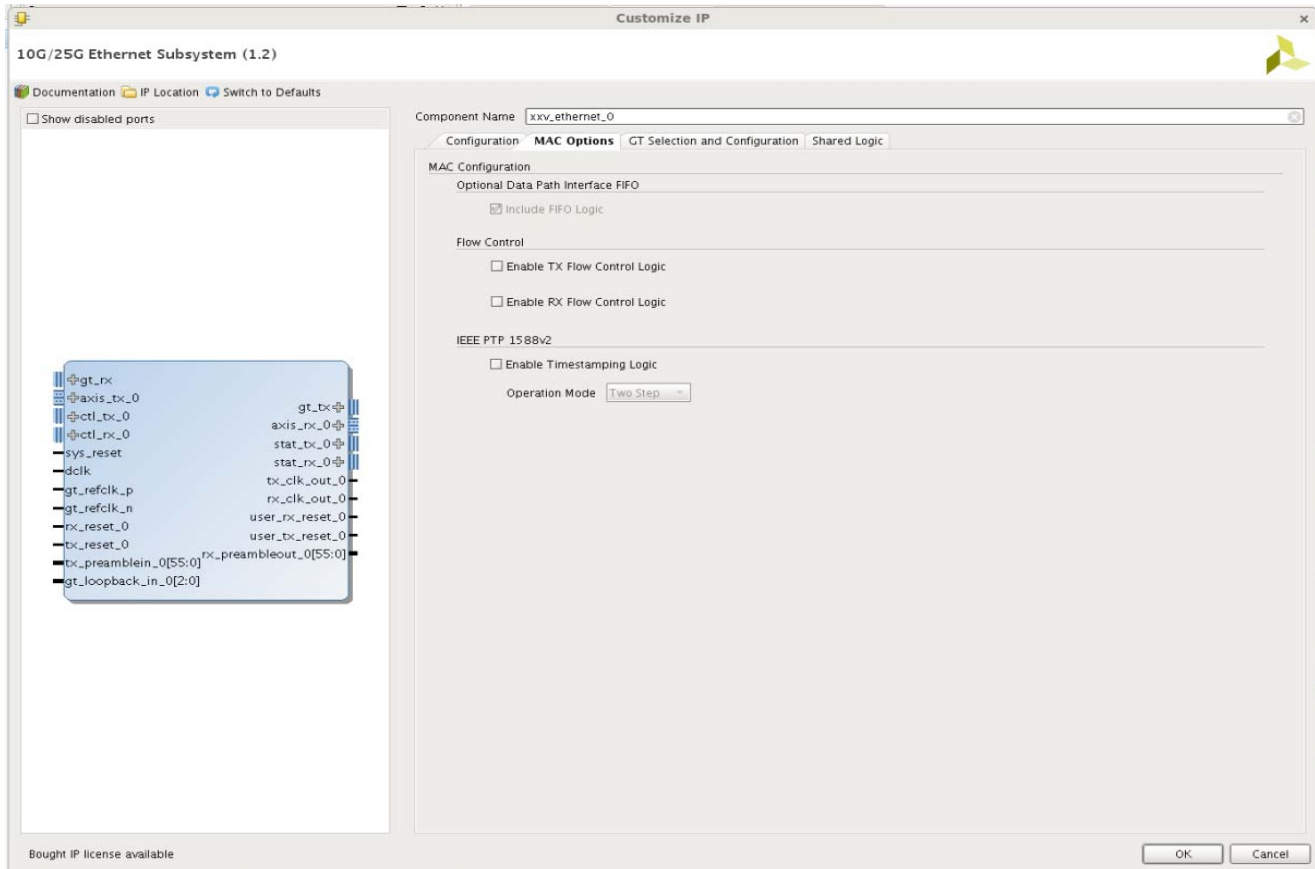 Customize IP
10G/25G Ethernet Subsystem (1.2)
Documentation IP Location Switch to Defaults
Show disabled ports
gt_rx
axis_tx_0
ctl_tx_0
ctl_rx_0
sys_reset
dclk
gt_refclk_p
gt_refclk_n
rx_reset_0
tx_reset_0
tx_preamblein_0[55:0]
gt_loopback_in_0[2:0]
gt_tx
axis_rx_0
stat_tx_0
stat_rx_0
tx_clk_out_0
rx_clk_out_0
user_rx_reset_0
user_tx_reset_0
rx_preambleout_0[55:0]
Component Name xxv_ethernet_0
Configuration MAC Options GT Selection and Configuration Shared Logic
MAC Configuration
Optional Data Path Interface FIFO
Include FIFO Logic
Flow Control
Enable TX Flow Control Logic
Enable RX Flow Control Logic
IEEE PTP 1588v2
Enable Timestamping Logic
Operation Mode Two Step
Bought IP license available
OK Cancel